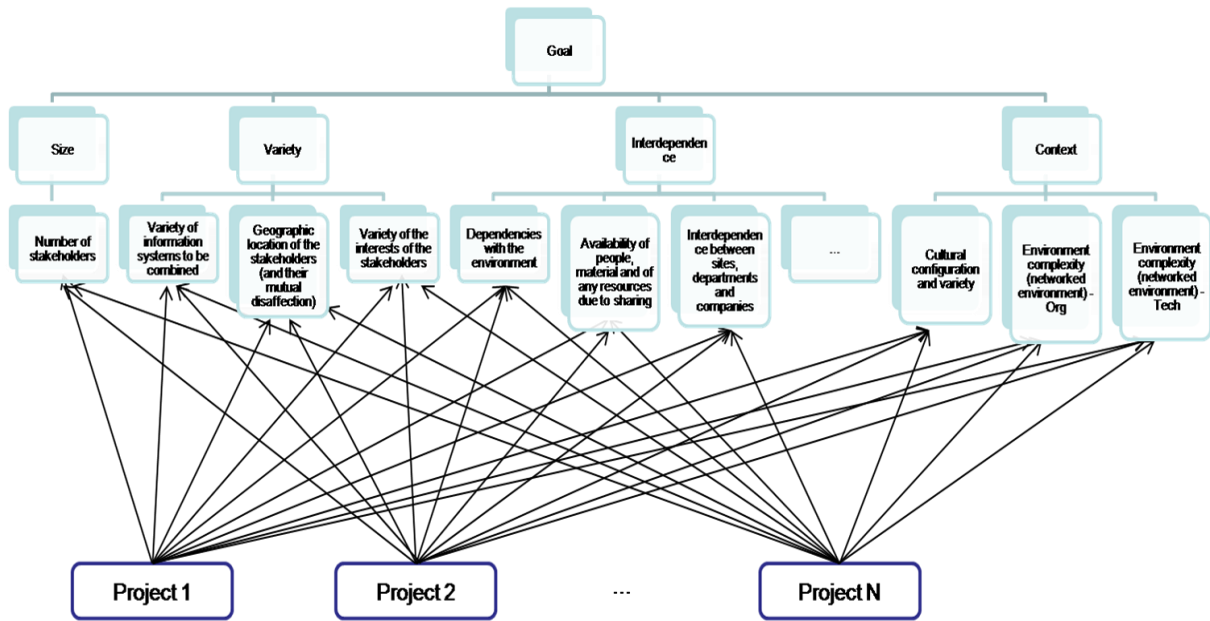 Goal
Size
Variety
Interdependen
ce
Context
Number of
stakeholders
Variety of
information
systems to be
combined
Geographic
location of the
stakeholders
(and their
mutual
disaffection)
Variety of the
interests of the
stakeholders
Dependencies
with the
environment
Availability of
people,
material and of
any resources
due to sharing
Interdependen
ce between
sites,
departments
and
companies
...
Cultural
configuration
and variety
Environment
complexity
(networked
environment) -
Org
Environment
complexity
(networked
environment) -
Tech
Project 1
Project 2
...
Project N